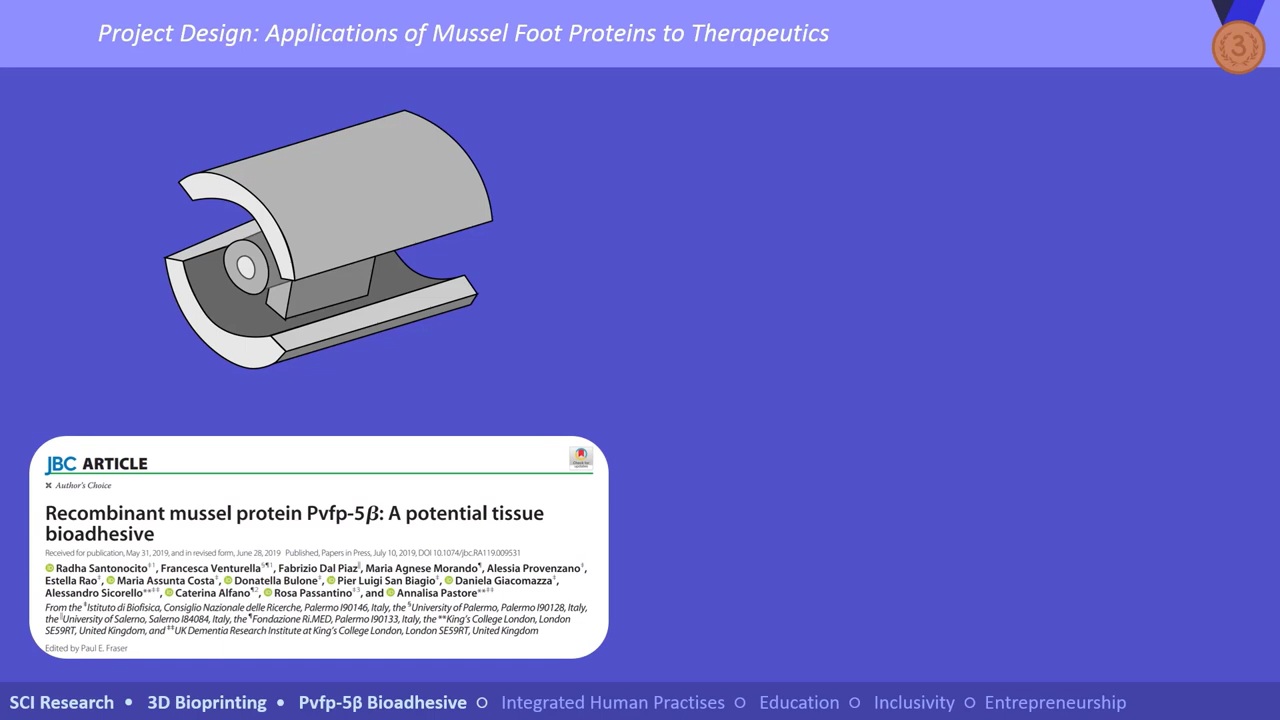 Project Design: Applications of Mussel Foot Proteins to Therapeutics
3
JBC ARTICLE
Author's Choice
Recombinant mussel protein Pvfp-5β: A potential tissue
bioadhesive
Received for publication, May 31, 2019, and in revised form, June 28, 2019 Published, Papers in Press, July 10, 2019, DOI 10.1074/jbc.RA119.009531
Radha Santonocito‡1, Francesca Venturella§¶1, Fabrizio Dal Piaz‖, Maria Agnese Morando¶, Alessia Provenzano‡,
Estella Rao‡, Maria Assunta Costa‡, Donatella Bulone‡, Pier Luigi San Biagio‡, Daniela Giacomazza‡,
Alessandro Sicorello**‡‡, Caterina Alfano¶2, Rosa Passantino‡3, and Annalisa Pastore**‡‡
From the ‡Istituto di Biofisica, Consiglio Nazionale delle Ricerche, Palermo I90146, Italy, the §University of Palermo, Palermo I90128, Italy,
the ‖University of Salerno, Salerno I84084, Italy, the ¶Fondazione Ri.MED, Palermo I90133, Italy, the **King's College London, London
SE59RT, United Kingdom, and ‡‡UK Dementia Research Institute at King's College London, London SE59RT, United Kingdom
Edited by Paul E. Fraser
SCI Research • 3D Bioprinting • Pvfp-5β Bioadhesive ○ Integrated Human Practises ○ Education ○ Inclusivity ○ Entrepreneurship